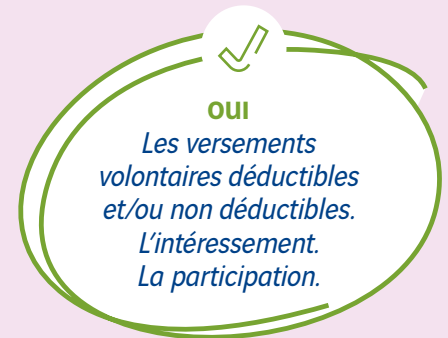 OUI
Les versements
volontaires déductibles
et/ou non déductibles.
L'intéressement.
La participation.